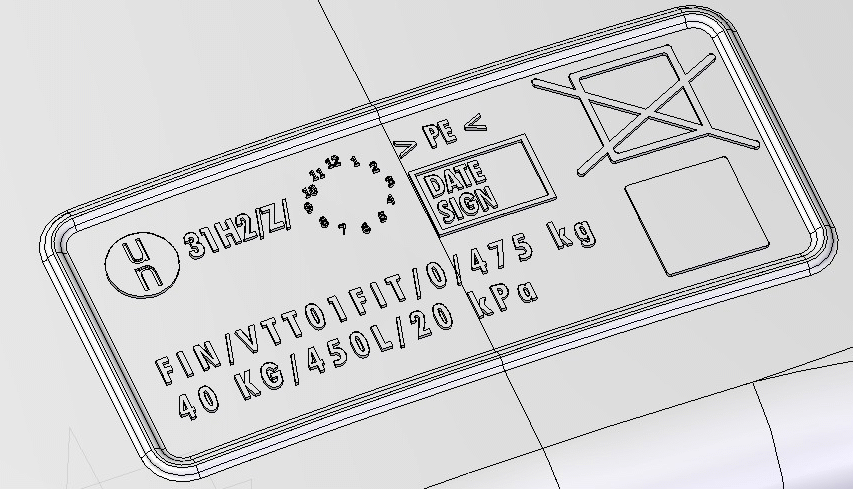 > PE <
12 1 2 3 4 5 6 7 8 9 10 11
DATE
SIGN
un
31H2/Z/
FIN/VTT01FIT/0/475 kg
40 KG/450L/20 kPa